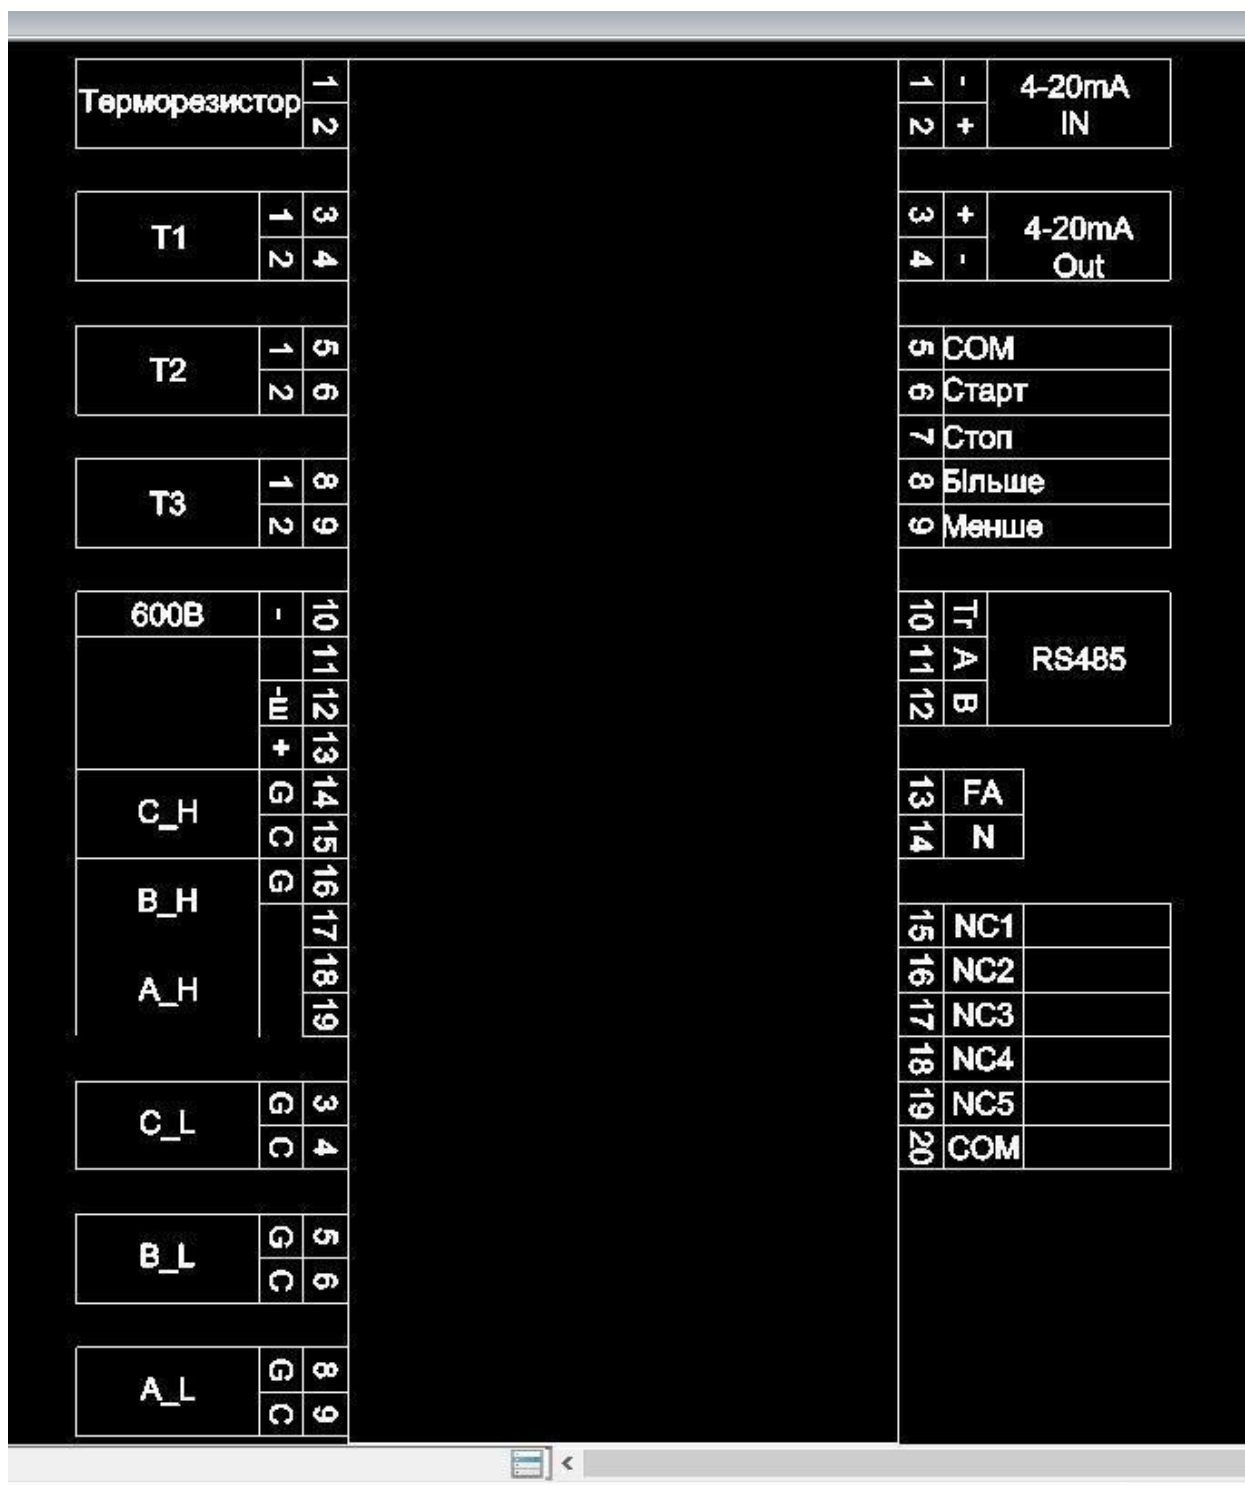 Терморезистор
1
2
T1
1
3
2
4
T2
1
5
2
6
T3
1
8
2
9
600В
-
10
11
-Ш
12
+
13
C_H
G
14
C
15
B_H
G
16
17
A_H
18
19
C_L
G
3
C
4
B_L
G
5
C
6
A_L
G
8
C
9
1
-
2
+
4-20mA
IN
3
+
4
-
4-20mA
Out
5 COM
6 Старт
7 Стоп
8 Більше
9 Менше
10 Tr
11 A
12 B
RS485
13 FA
14 N
15 NC1
16 NC2
17 NC3
18 NC4
19 NC5
20 COM